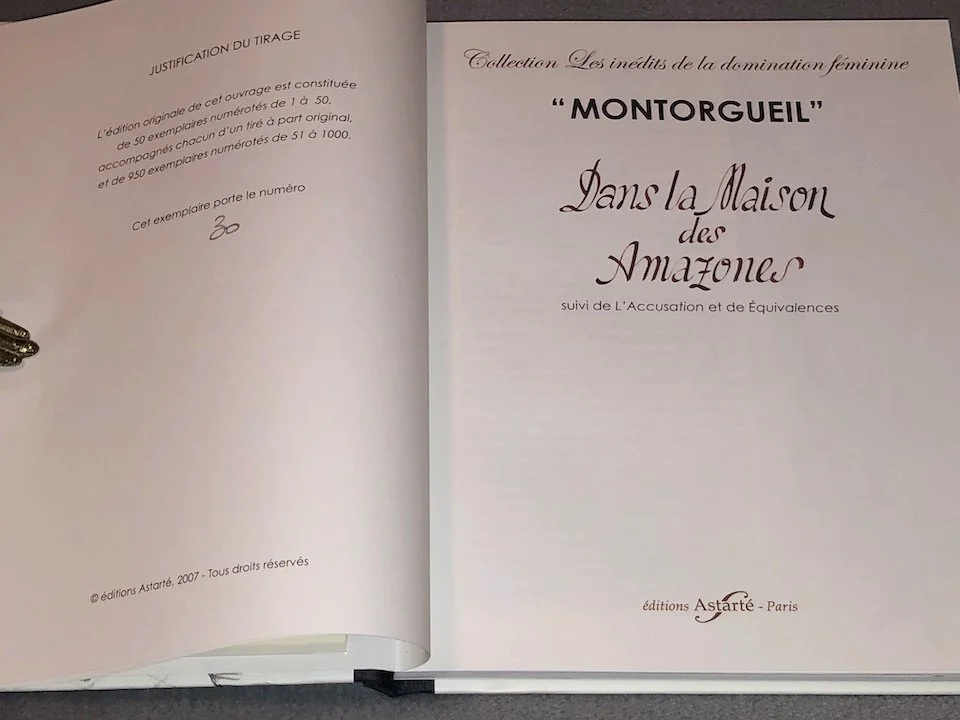 JUSTIFICATION DU TIRAGE
L'édition originale de cet ouvrage est constituée
de 50 exemplaires numérotés de 1 à 50,
accompagnés chacun d'un tiré à part original,
et de 950 exemplaires numérotés de 51 à 1000.
Cet exemplaire porte le numéro
30
© éditions Astarté, 2007 - Tous droits réservés
Collection Les inédits de la domination féminine
"MONTORGUEIL"
Dans la Maison
des
Amazones
suivi de L'Accusation et de Équivalences
éditions Astarté - Paris